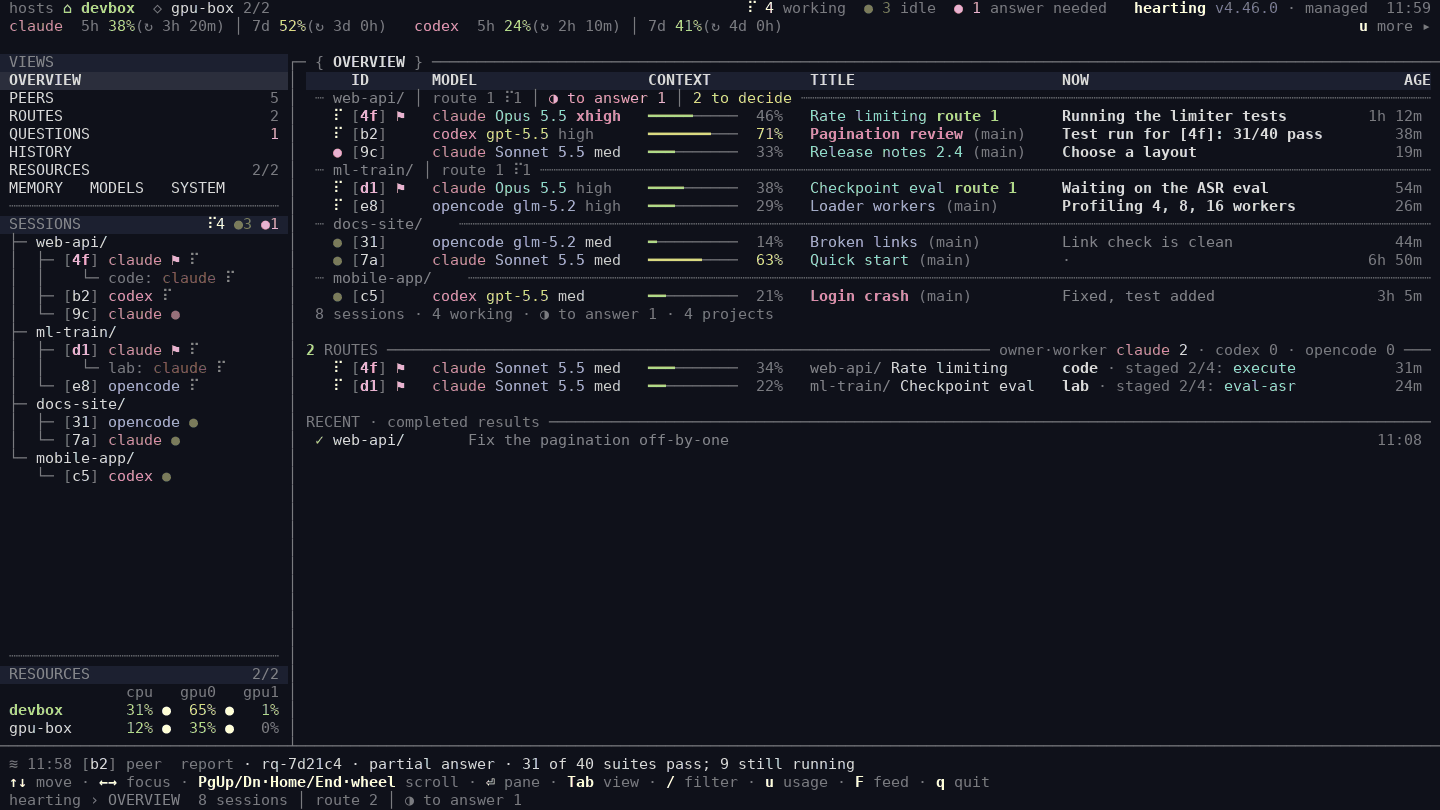 hosts ⌂ devbox ◇ gpu-box 2/2 ⠏ 4 working ● 3 idle ● 1 answer needed hearting v4.46.0 · managed 11:59
claude 5h 38%(↻ 3h 20m) │ 7d 52%(↻ 3d 0h) codex 5h 24%(↻ 2h 10m) │ 7d 41%(↻ 4d 0h) u more ▸
VIEWS
OVERVIEW
PEERS 5
ROUTES 2
QUESTIONS 1
HISTORY
RESOURCES 2/2
MEMORY MODELS SYSTEM
SESSIONS ⠏4 ●3 ●1
├─ web-api/
├─ [4f] claude ⚑ ⠏
└─ code: claude ⠏
├─ [b2] codex ⠏
└─ [9c] claude ●
├─ ml-train/
├─ [d1] claude ⚑ ⠏
└─ lab: claude ⠏
└─ [e8] opencode ⠏
├─ docs-site/
├─ [31] opencode ●
└─ [7a] claude ●
└─ mobile-app/
└─ [c5] codex ●
RESOURCES 2/2
cpu gpu0 gpu1
devbox 31% ● 65% ● 1%
gpu-box 12% ● 35% ● 0%
{ OVERVIEW }
ID MODEL CONTEXT TITLE NOW AGE
web-api/ │ route 1 ⠏1 │ ◑ to answer 1 │ 2 to decide
⠏ [4f] ⚑ claude Opus 5.5 xhigh 46% Rate limiting route 1 Running the limiter tests 1h 12m
⠏ [b2] codex gpt-5.5 high 71% Pagination review (main) Test run for [4f]: 31/40 pass 38m
● [9c] claude Sonnet 5.5 med 33% Release notes 2.4 (main) Choose a layout 19m
ml-train/ │ route 1 ⠏1
⠏ [d1] ⚑ claude Opus 5.5 high 38% Checkpoint eval route 1 Waiting on the ASR eval 54m
⠏ [e8] opencode glm-5.2 high 29% Loader workers (main) Profiling 4, 8, 16 workers 26m
docs-site/
● [31] opencode glm-5.2 med 14% Broken links (main) Link check is clean 44m
● [7a] claude Sonnet 5.5 med 63% Quick start (main) · 6h 50m
mobile-app/
● [c5] codex gpt-5.5 med 21% Login crash (main) Fixed, test added 3h 5m
8 sessions · 4 working · ◑ to answer 1 · 4 projects
2 ROUTES owner·worker claude 2 · codex 0 · opencode 0
⠏ [4f] ⚑ claude Sonnet 5.5 med 34% web-api/ Rate limiting code · staged 2/4: execute 31m
⠏ [d1] ⚑ claude Sonnet 5.5 med 22% ml-train/ Checkpoint eval lab · staged 2/4: eval-asr 24m
RECENT · completed results
✓ web-api/ Fix the pagination off-by-one 11:08
≋ 11:58 [b2] peer report · rq-7d21c4 · partial answer · 31 of 40 suites pass; 9 still running
↑↓ move · ←→ focus · PgUp/Dn·Home/End·wheel scroll · ⏎ pane · Tab view · / filter · u usage · F feed · q quit
hearting › OVERVIEW 8 sessions │ route 2 │ ◑ to answer 1